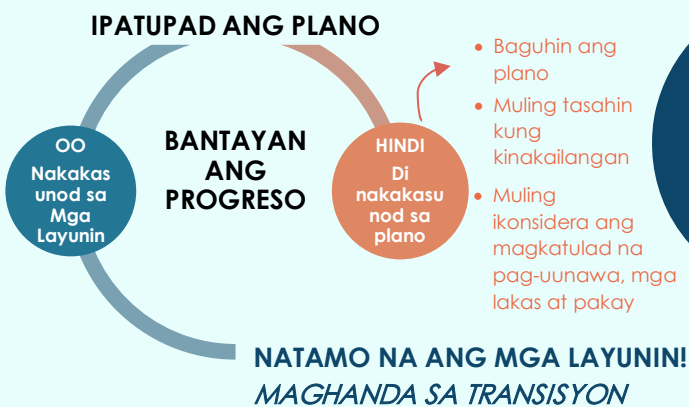 IPATUPAD ANG PLANO
OO
Nakakas
unod sa
Mga
Layunin
BANTAYAN
ANG
PROGRESO
HINDI
Di
nakakasu
nod sa
plano
• Baguhin ang
plano
• Muling tasahin
kung
kinakailangan
• Muling
ikonsidera ang
magkatulad na
pag-uunawa, mga
lakas at pakay
NATAMO NA ANG MGA LAYUNIN!
MAGHANDA SA TRANSISYON